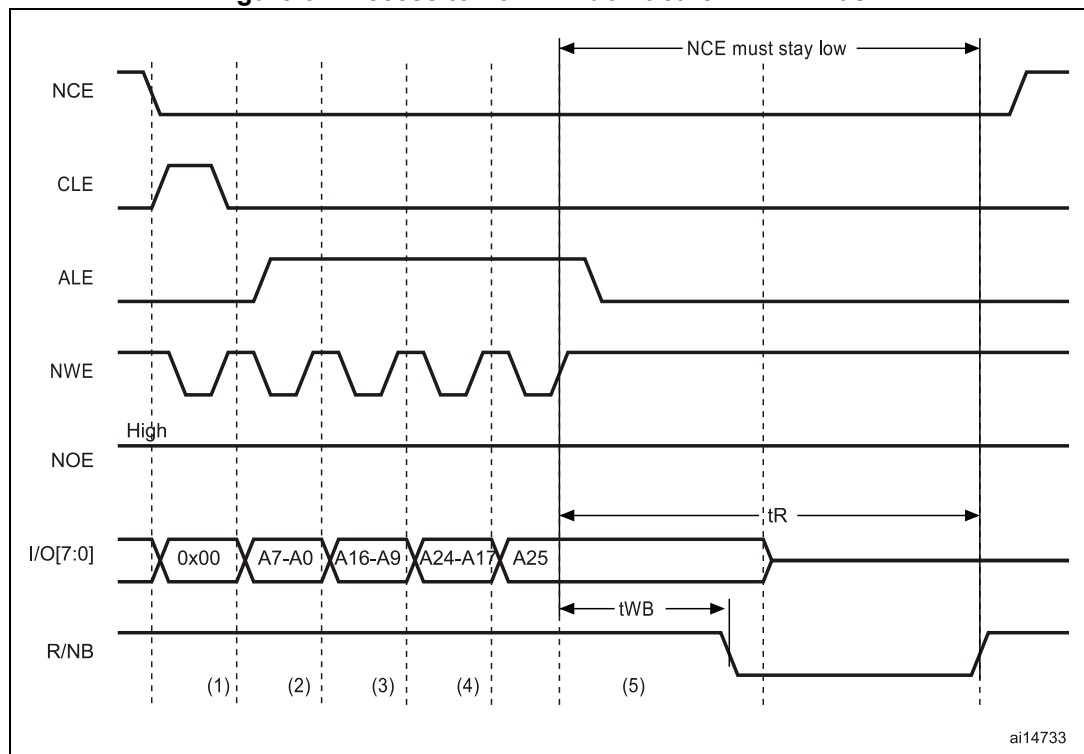 NCE must stay low
NCE
CLE
ALE
NWE
High
NOE
tR
I/O[7:0]
0x00
A7-A0
A16-A9
A24-A17
A25
tWB
R/NB
(1)
(2)
(3)
(4)
(5)
ai14733